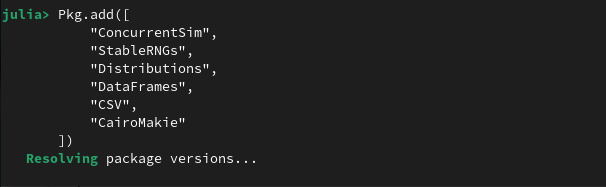 julia> Pkg.add([
"ConcurrentSim",
"StableRNGs",
"Distributions",
"DataFrames",
"CSV",
"CairoMakie"
])
Resolving package versions...